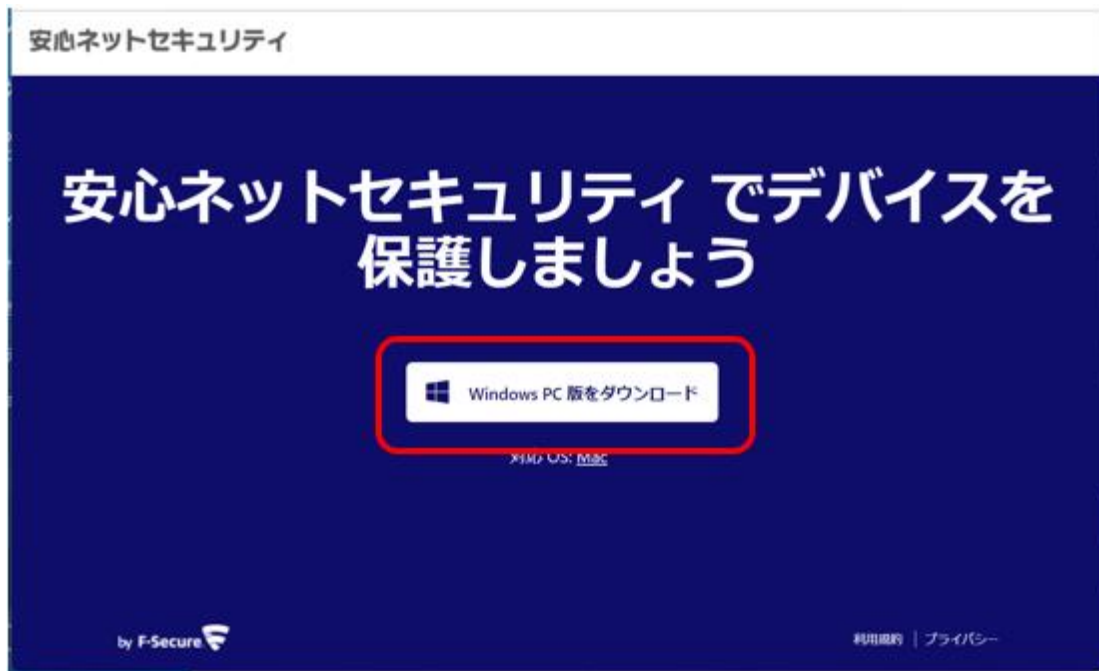 安心ネットセキュリティ
安心ネットセキュリティ でデバイスを
保護しましょう
Windows PC 版をダウンロード
対応 OS: Mac
by F-Secure
利用規約 | プライバシー